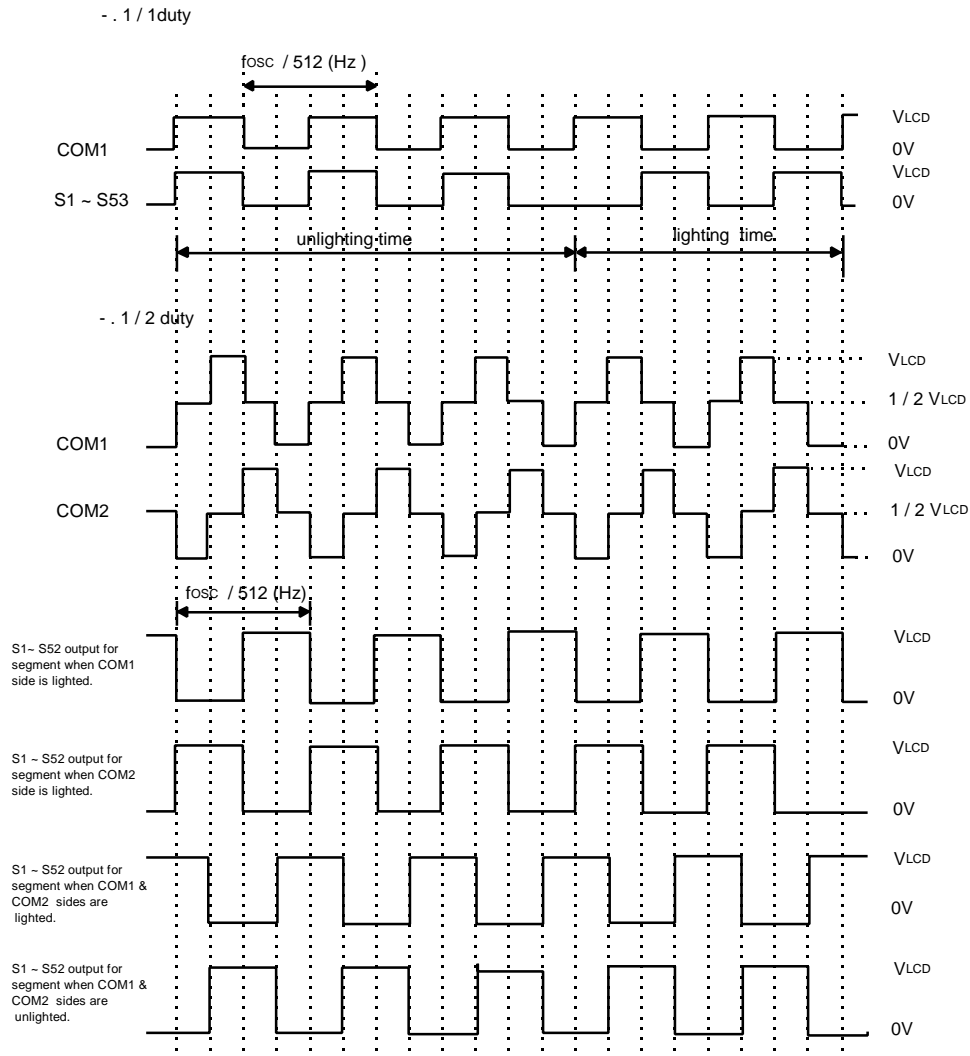 - . 1 / 1duty
fOSC / 512 (Hz )
VLCD
COM1
0V
VLCD
S1 ~ S53
0V
unlighting time
lighting time
- . 1 / 2 duty
VLCD
1 / 2 VLCD
COM1
0V
VLCD
COM2
1 / 2 VLCD
0V
fosc / 512 (Hz)
S1~ S52 output for
segment when COM1
side is lighted.
VLCD
0V
S1 ~ S52 output for
segment when COM2
side is lighted.
VLCD
0V
S1 ~ S52 output for
segment when COM1 &
COM2 sides are
lighted.
VLCD
0V
S1 ~ S52 output for
segment when COM1 &
COM2 sides are
unlighted.
VLCD
0V